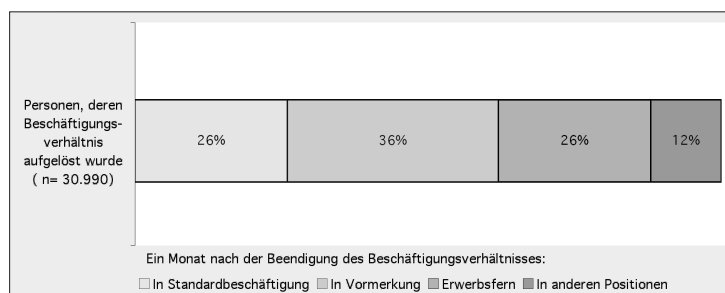 Personen, deren
Beschäftigungs-
verhältnis
aufgelöst wurde
( n= 30.990)
26% 36% 26% 12%
Ein Monat nach der Beendigung des Beschäftigungsverhältnisses:
In Standardbeschäftigung In Vormerkung Erwerbsfern In anderen Positionen